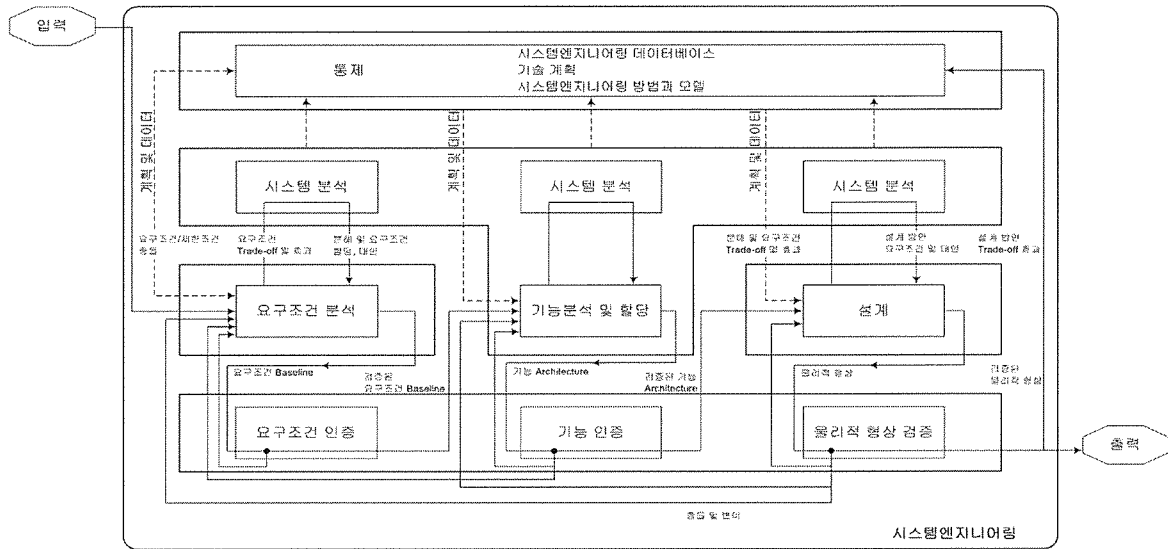 입력
시스템엔지니어링 데이터베이스
통제
기술 계획
시스템엔지니어링 방법과 모델
계획 및 데이터
계획 및 데이터
계획 및 데이터
시스템 분석
시스템 분석
시스템 분석
요구조건/제한조건
충돌
요구조건
Trade-off 및 효과
분해 및 요구조건
할당, 대안
분해 및 요구조건
Trade-off 및 효과
설계 방안
요구조건 및 대안
설계 방안
Trade-off 효과
요구조건 분석
기능분석 및 할당
설계
요구조건 Baseline
검증된
요구조건 Baseline
기능 Architecture
검증된 기능
Architecture
물리적 형상
검증된
물리적 형상
요구조건 인증
기능 인증
물리적 형상 검증
출력
충돌 및 변이
시스템엔지니어링